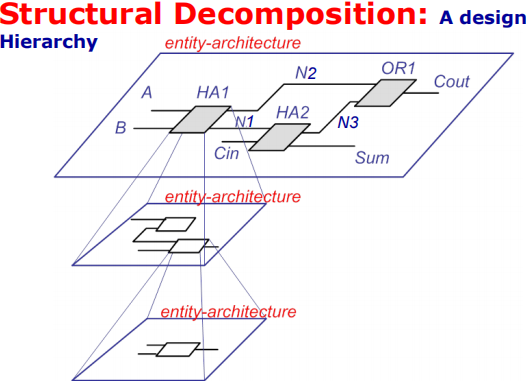 Structural Decomposition: A design
Hierarchy
entity-architecture
N2
OR1
HA1
A
Cout
B
N1
HA2
N3
Cin
Sum
entity-architecture
entity-architecture